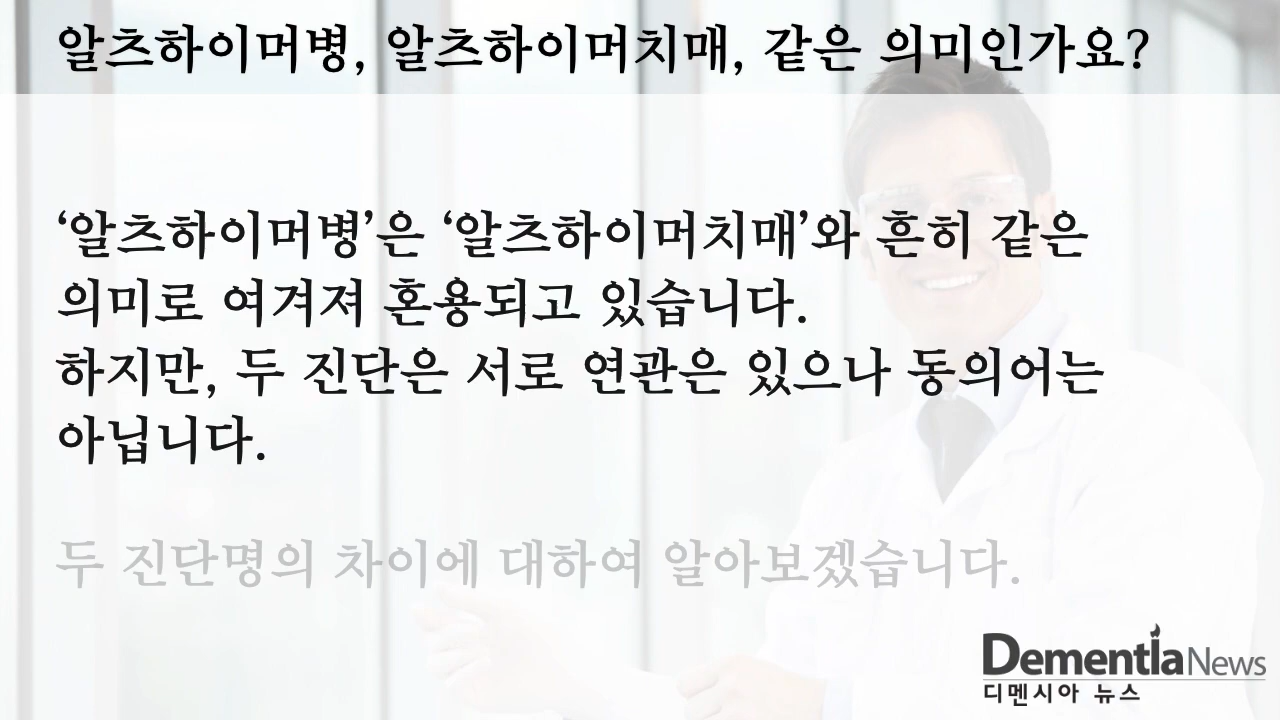 알츠하이머병, 알츠하이머치매, 같은 의미인가요?
‘알츠하이머병’은 ‘알츠하이머치매’와 흔히 같은
의미로 여겨져 혼용되고 있습니다.
하지만, 두 진단은 서로 연관은 있으나 동의어는
아닙니다.
두 진단명의 차이에 대하여 알아보겠습니다.
Dementia News
디멘시아 뉴스